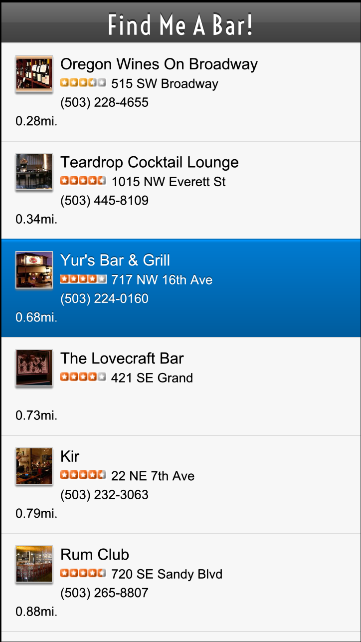 Find Me A Bar!
Oregon Wines On Broadway
515 SW Broadway
(503) 228-4655
0.28mi.
Teardrop Cocktail Lounge
1015 NW Everett St
(503) 445-8109
0.34mi.
Yur's Bar & Grill
717 NW 16th Ave
(503) 224-0160
0.68mi.
The Lovecraft Bar
421 SE Grand
0.73mi.
Kir
22 NE 7th Ave
(503) 232-3063
0.79mi.
Rum Club
720 SE Sandy Blvd
(503) 265-8807
0.88mi.